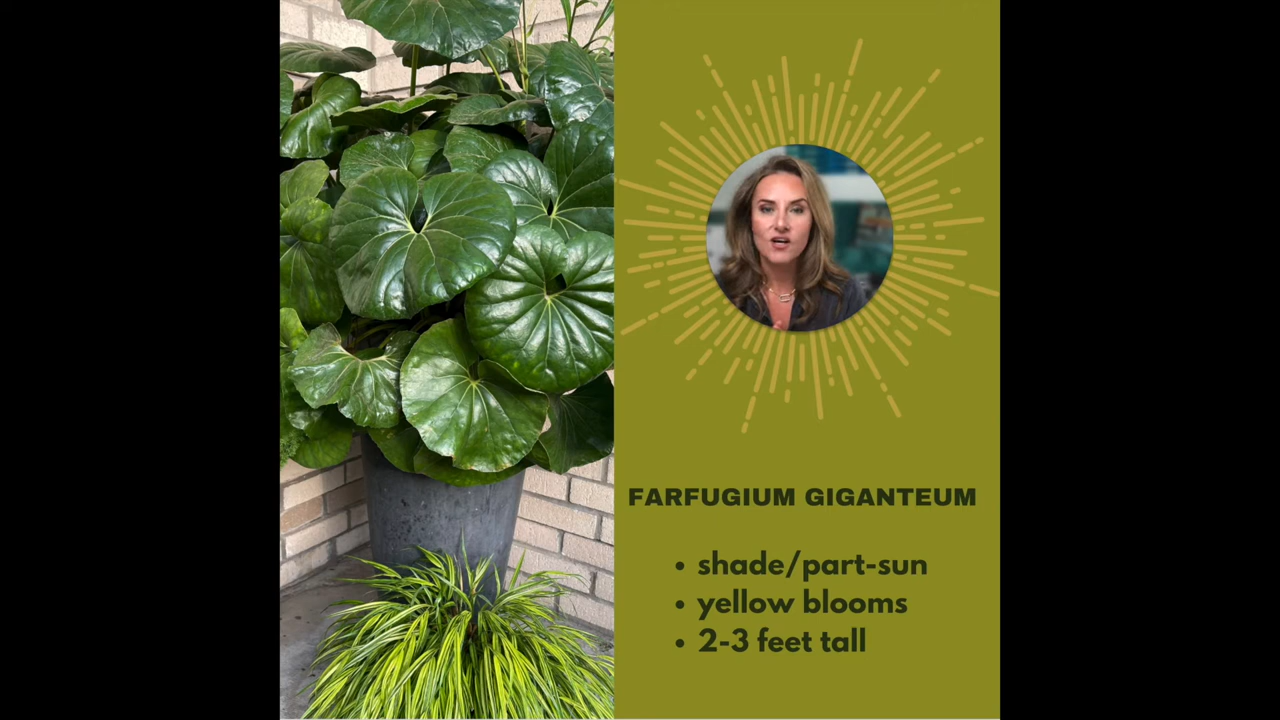 FARFUGIUM GIGANTEUM
• shade/part-sun
• yellow blooms
• 2-3 feet tall